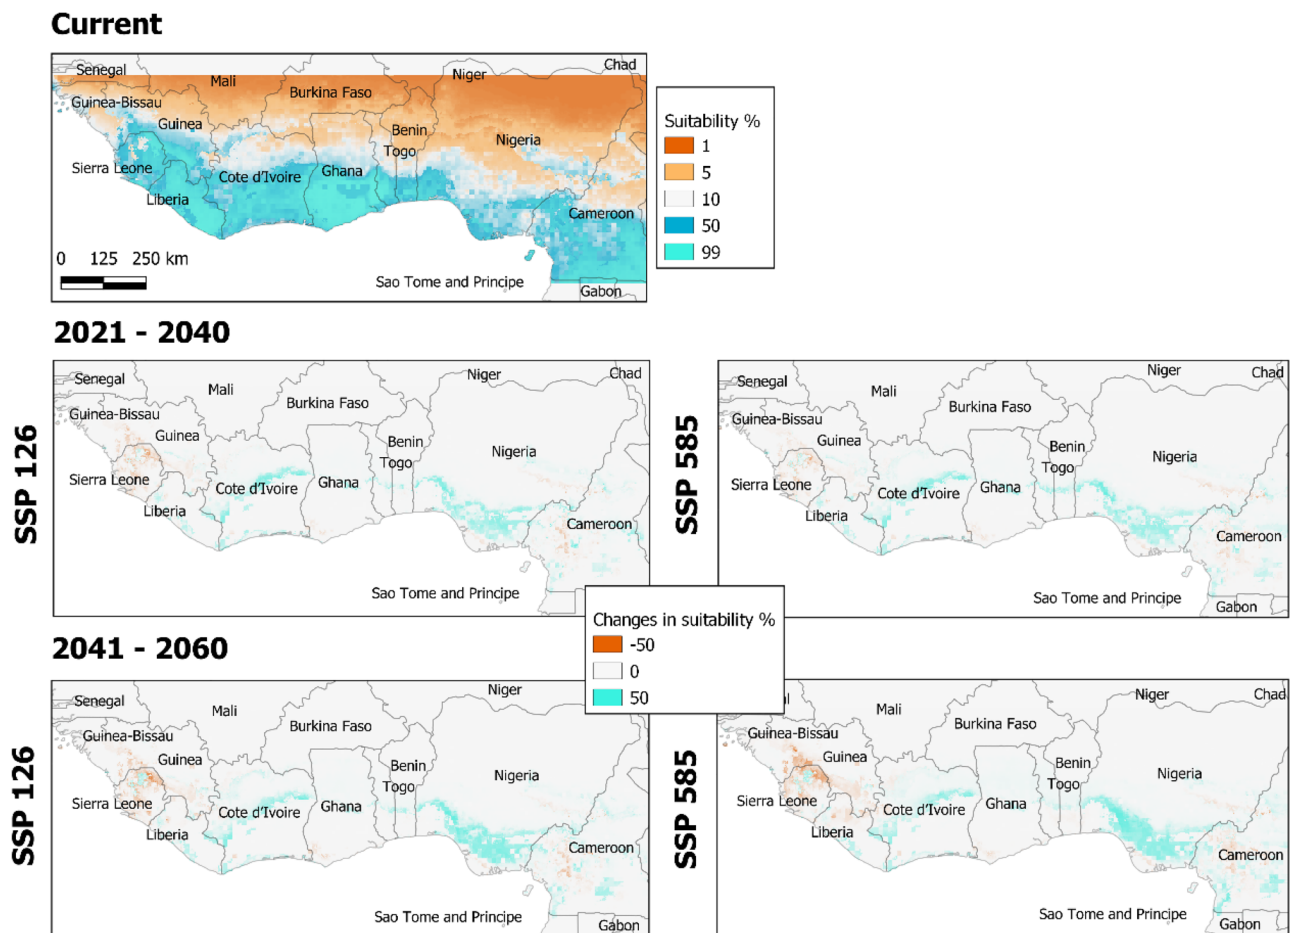 Current
Senegal
Mali
Niger
Chad
Guinea-Bissau
Burkina Faso
Guinea
Benin
Nigeria
Togo
Sierra Leone
Cote d'Ivoire
Ghana
Liberia
Cameroon
0 125 250 km
Sao Tome and Principe
Gabon
Suitability %
1
5
10
50
99
2021 - 2040
SSP 126
Senegal
Mali
Niger
Chad
Burkina Faso
Guinea-Bissau
Guinea
Benin
Nigeria
Togo
Sierra Leone
Cote d'Ivoire
Ghana
Liberia
Cameroon
Sao Tome and Principe
SSP 585
Senegal
Mali
Niger
Chad
Burkina Faso
Guinea-Bissau
Guinea
Benin
Nigeria
Togo
Sierra Leone
Cote d'Ivoire
Ghana
Liberia
Cameroon
Sao Tome and Principe
Gabon
Changes in suitability %
-50
0
50
2041 - 2060
SSP 126
Senegal
Mali
Niger
Burkina Faso
Guinea-Bissau
Guinea
Benin
Nigeria
Togo
Sierra Leone
Cote d'Ivoire
Ghana
Liberia
Cameroon
Sao Tome and Principe
Gabon
SSP 585
Mali
Niger
Chad
Burkina Faso
Guinea-Bissau
Guinea
Benin
Nigeria
Togo
Sierra Leone
Cote d'Ivoire
Ghana
Liberia
Cameroon
Sao Tome and Principe
Gabon